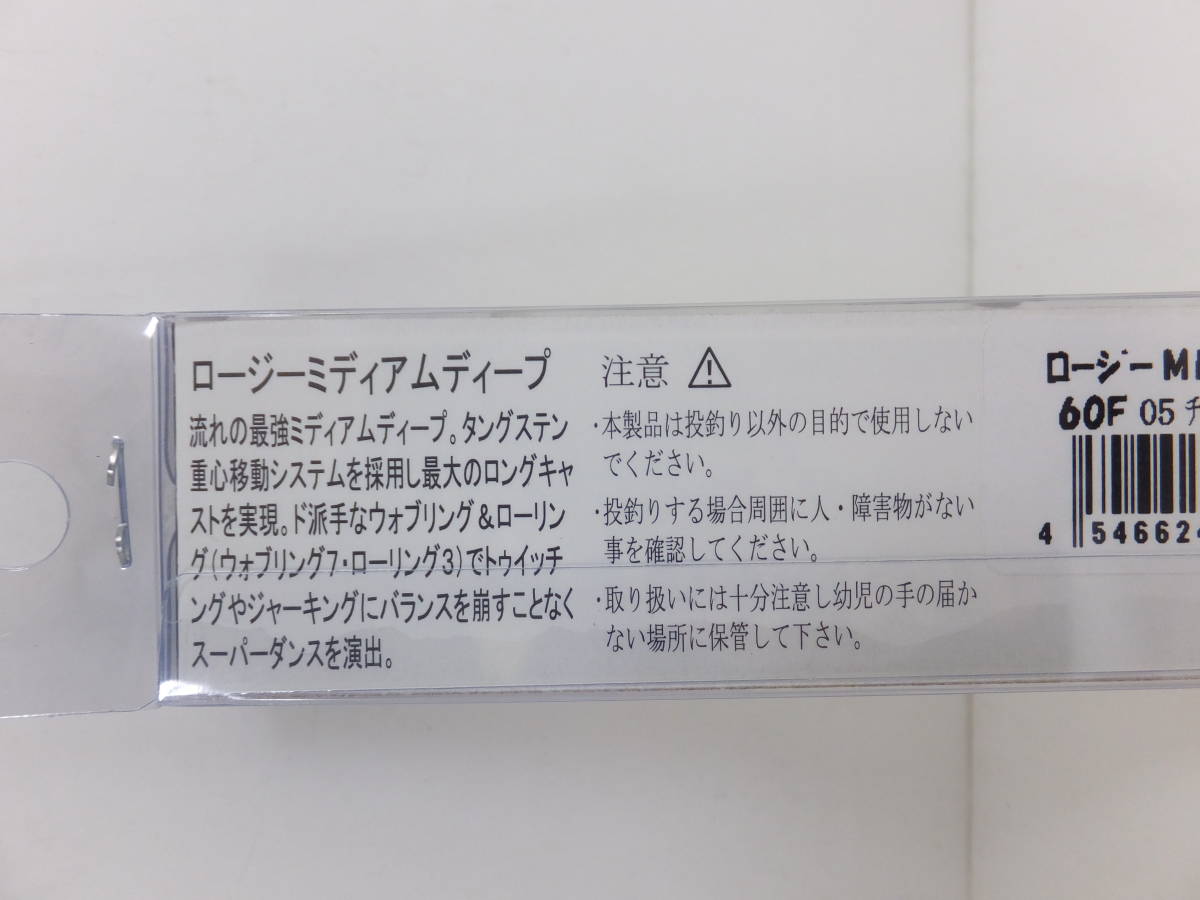 ロージーミディアムディープ
流れの最強ミディアムディープ。タングステン
重心移動システムを採用し最大のロングキャ
ストを実現。ド派手なウォブリング&ローリン
グ(ウォブリング7・ローリング3)でトゥイッチ
ングやジャーキングにバランスを崩すことなく
スーパーダンスを演出。
注意
・本製品は投釣り以外の目的で使用しない
でください。
・投釣りする場合周囲に人・障害物がない
事を確認してください。
・取り扱いには十分注意し幼児の手の届か
ない場所に保管して下さい。
ロージーM
60F 05 チ
4 546624